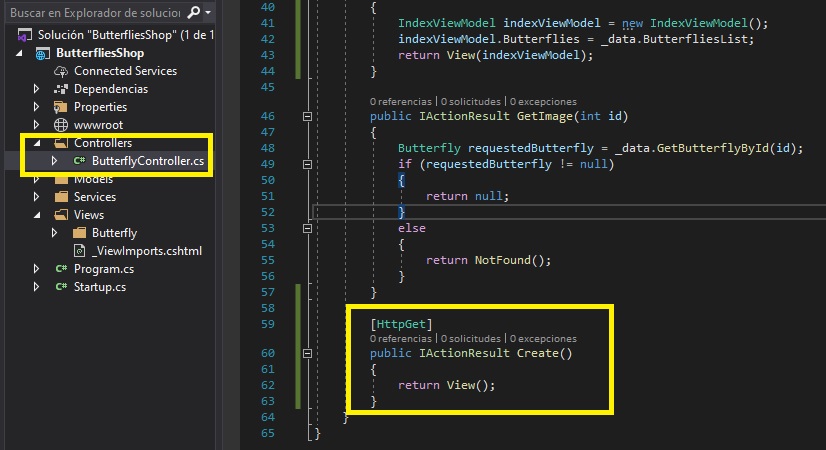 Buscar en Explorador de solucion
Solución "ButterfliesShop" (1 de 1
ButterfliesShop
Connected Services
Dependencias
Properties
wwwroot
Controllers
C# ButterflyController.cs
Models
Services
Views
Butterfly
_ViewImports.cshtml
C# Program.cs
C# Startup.cs
40 {
41 IndexViewModel indexViewModel = new IndexViewModel();
42 indexViewModel.Butterflies = _data.ButterfliesList;
43 return View(indexViewModel);
44 }
45
0 referencias | 0 solicitudes | 0 excepciones
46 public IActionResult GetImage(int id)
47 {
48 Butterfly requestedButterfly = _data.GetButterflyById(id);
49 if (requestedButterfly != null)
50 {
51 return null;
52 }
53 else
54 {
55 return NotFound();
56 }
57 }
58
59 [HttpGet]
0 referencias | 0 solicitudes | 0 excepciones
60 public IActionResult Create()
61 {
62 return View();
63 }
64 }
65 }